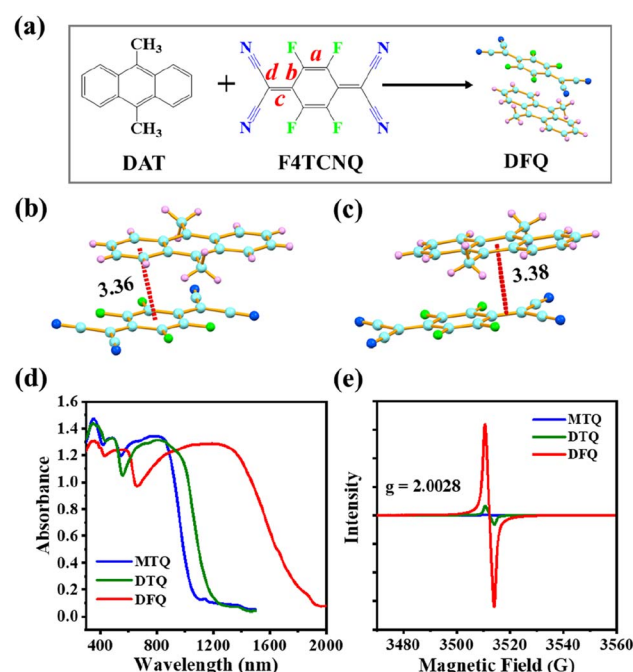 (a)
CH₃
CH₃
DAT
+
N N
F F
a
d b
c
F F
N N
F4TCNQ
DFQ
(b)
3.36
(c)
3.38
(d)
Absorbance
1.6
1.4
1.2
1.0
0.8
0.6
0.4
0.2
0.0
MTQ
DTQ
DFQ
400 800 1200 1600 2000
Wavelength (nm)
(e)
Intensity
MTQ
DTQ
DFQ
g = 2.0028
3480 3500 3520 3540 3560
Magnetic Field (G)